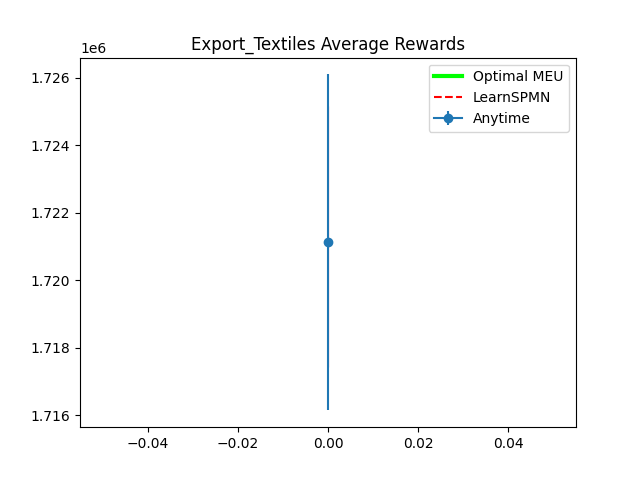 Export_Textiles Average Rewards
1e6
1.726
1.724
1.722
1.720
1.718
1.716
−0.04
−0.02
0.00
0.02
0.04
Optimal MEU
LearnSPMN
Anytime